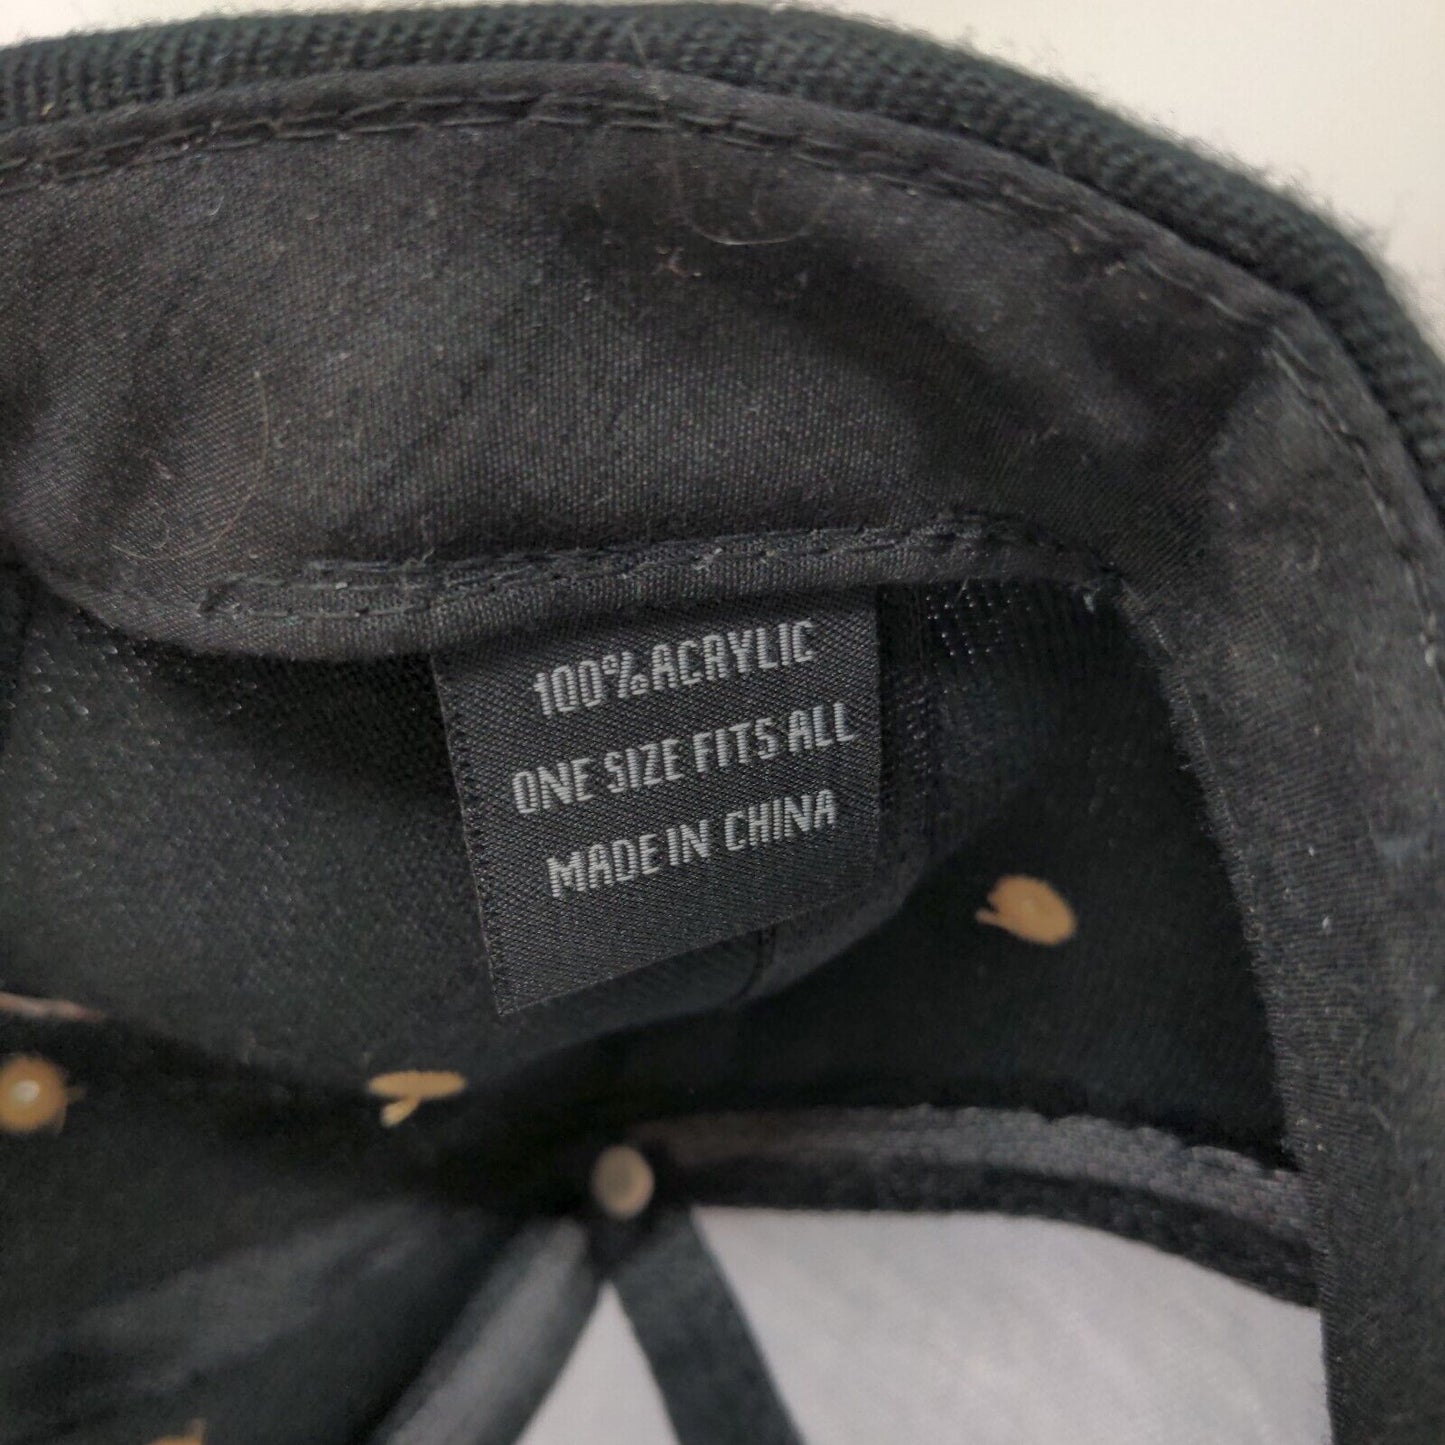 100% ACRYLIC
ONE SIZE FITS ALL
MADE IN CHINA